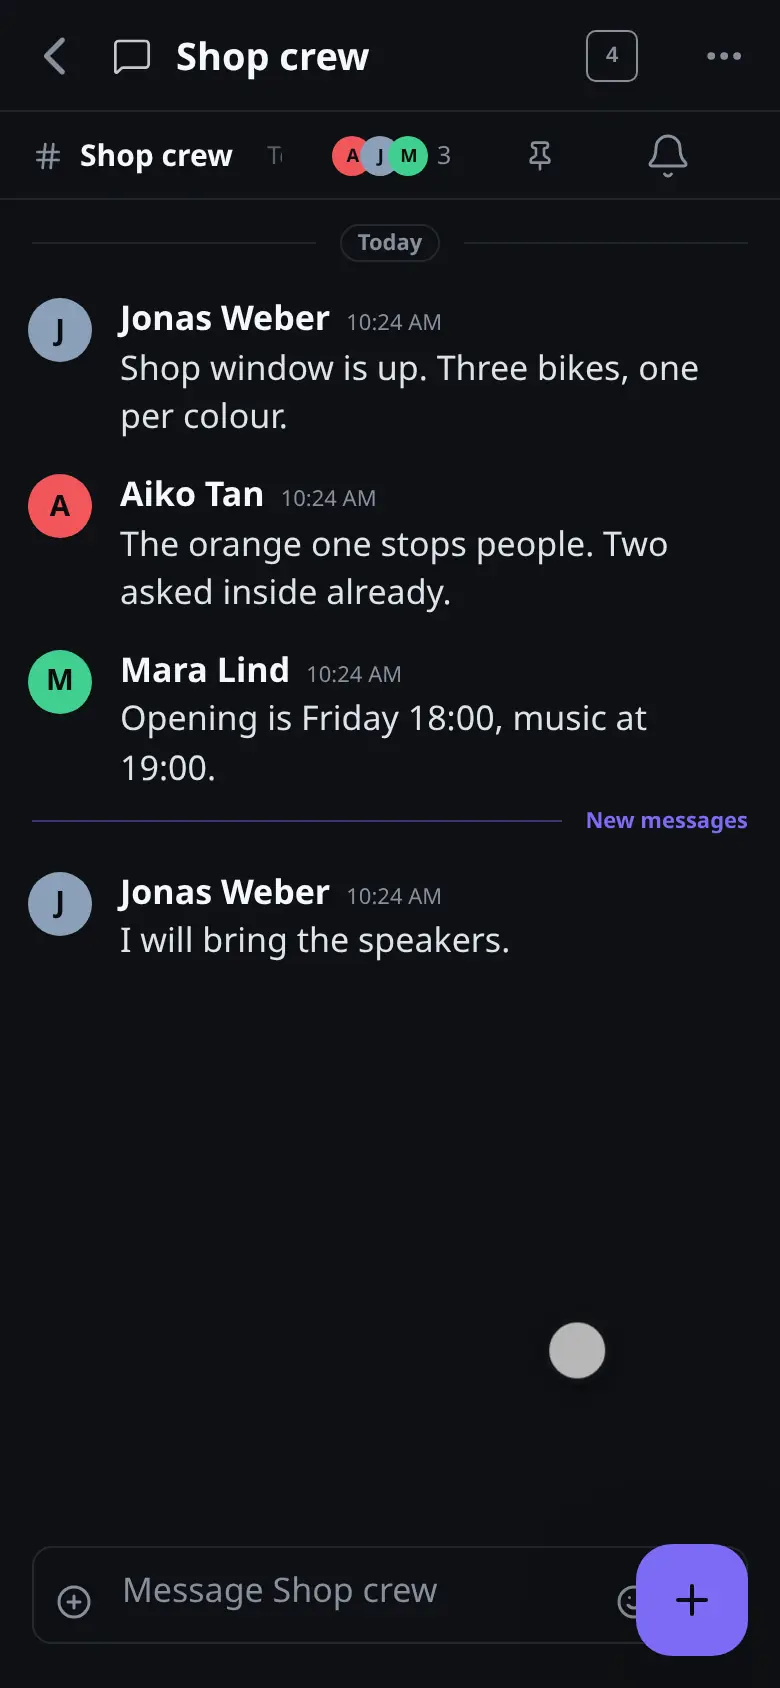 Shop crew
4
# Shop crew
A J M 3
Today
J
Jonas Weber 10:24 AM
Shop window is up. Three bikes, one
per colour.
A
Aiko Tan 10:24 AM
The orange one stops people. Two
asked inside already.
M
Mara Lind 10:24 AM
Opening is Friday 18:00, music at
19:00.
New messages
J
Jonas Weber 10:24 AM
I will bring the speakers.
Message Shop crew